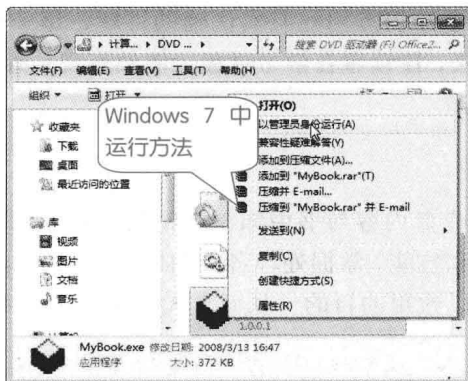 计算... ▸ DVD ... ▸
搜索 DVD 驱动器 (F:) Office2...
文件(F) 编辑(E) 查看(V) 工具(T) 帮助(H)
组织 打开
Windows 7 中
运行方法
收藏夹
下载
桌面
最近访问的位置
库
视频
图片
文档
音乐
打开(O)
以管理员身份运行(A)
兼容性疑难解答(Y)
添加到压缩文件(A)...
添加到 "MyBook.rar"(T)
压缩并 E-mail...
压缩到 "MyBook.rar" 并 E-mail
发送到(N)
复制(C)
创建快捷方式(S)
属性(R)
1.0.0.1
MyBook.exe 修改日期: 2008/3/13 16:47
应用程序 大小: 372 KB